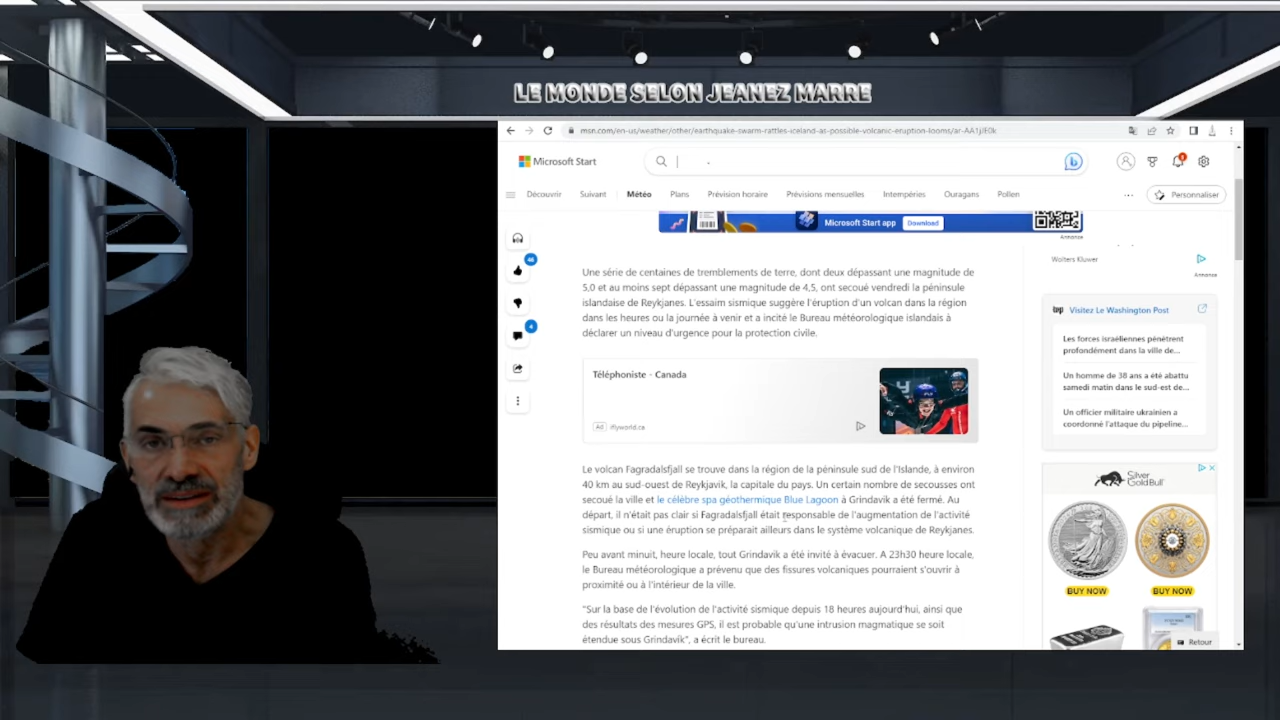 LE MONDE SELON JEANEZ MARRE
msn.com/en-us/weather/other/earthquake-swarm-rattles-iceland-as-possible-volcanic-eruption-looms/ar-AA1jJE0k
Microsoft Start
Découvrir Suivant Météo Plans Prévision horaire Prévisions mensuelles Intempéries Ouragans Pollen ... Personnaliser
Microsoft Start app Download
Annonce
Wolters Kluwer
Annonce
46
4
Une série de centaines de tremblements de terre, dont deux dépassant une magnitude de
5,0 et au moins sept dépassant une magnitude de 4,5, ont secoué vendredi la péninsule
islandaise de Reykjanes. L'essaim sismique suggère l'éruption d'un volcan dans la région
dans les heures ou la journée à venir et a incité le Bureau météorologique islandais à
déclarer un niveau d'urgence pour la protection civile.
Téléphoniste - Canada
Ad iflyworld.ca
Le volcan Fagradalsfjall se trouve dans la région de la péninsule sud de l'Islande, à environ
40 km au sud-ouest de Reykjavik, la capitale du pays. Un certain nombre de secousses ont
secoué la ville et le célèbre spa géothermique Blue Lagoon à Grindavik a été fermé. Au
départ, il n'était pas clair si Fagradalsfjall était responsable de l'augmentation de l'activité
sismique ou si une éruption se préparait ailleurs dans le système volcanique de Reykjanes.
Peu avant minuit, heure locale, tout Grindavik a été invité à évacuer. A 23h30 heure locale,
le Bureau météorologique a prévenu que des fissures volcaniques pourraient s'ouvrir à
proximité ou à l'intérieur de la ville.
"Sur la base de l'évolution de l'activité sismique depuis 18 heures aujourd'hui, ainsi que
des résultats des mesures GPS, il est probable qu'une intrusion magmatique se soit
étendue sous Grindavík", a écrit le bureau.
wp Visitez Le Washington Post
Les forces israéliennes pénètrent
profondément dans la ville de...
Un homme de 38 ans a été abattu
samedi matin dans le sud-est de...
Un officier militaire ukrainien a
coordonné l'attaque du pipeline...
Silver
Gold Bull
BUY NOW BUY NOW
Retour